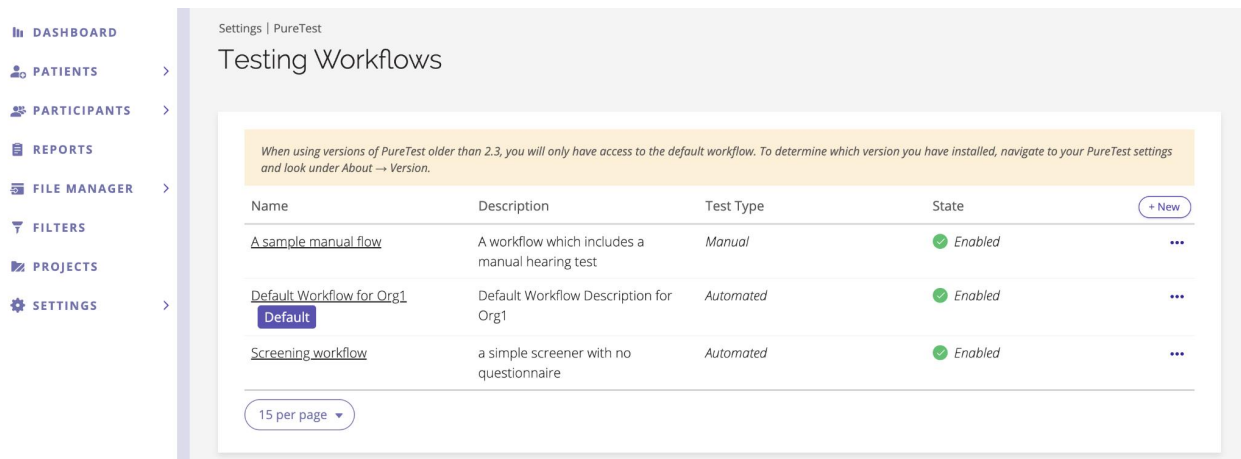 DASHBOARD
PATIENTS
PARTICIPANTS
REPORTS
FILE MANAGER
FILTERS
PROJECTS
SETTINGS
Settings | PureTest
Testing Workflows
When using versions of PureTest older than 2.3, you will only have access to the default workflow. To determine which version you have installed, navigate to your PureTest settings
and look under About → Version.
Name Description Test Type State + New
A sample manual flow A workflow which includes a Manual Enabled
manual hearing test
Default Workflow for Org1 Default Workflow Description for Automated Enabled
Default Org1
Screening workflow a simple screener with no Automated Enabled
questionnaire
15 per page